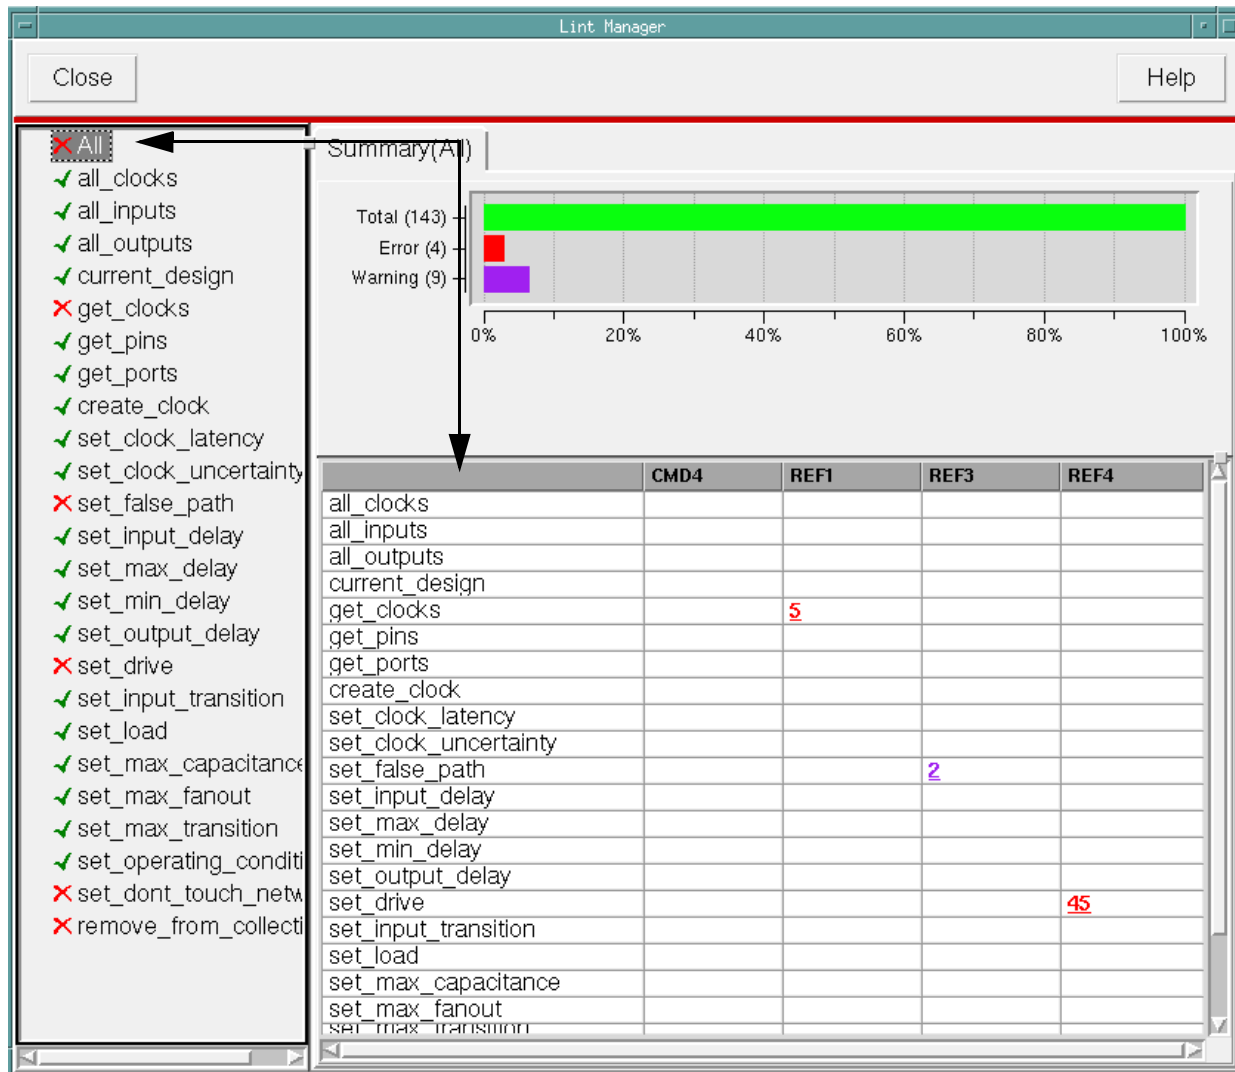 Lint Manager
Close
Help
All
all_clocks
all_inputs
all_outputs
current_design
get_clocks
get_pins
get_ports
create_clock
set_clock_latency
set_clock_uncertainty
set_false_path
set_input_delay
set_max_delay
set_min_delay
set_output_delay
set_drive
set_input_transition
set_load
set_max_capacitance
set_max_fanout
set_max_transition
set_operating_conditi
set_dont_touch_netw
remove_from_collecti
Summary(All)
Total (143)
Error (4)
Warning (9)
0% 20% 40% 60% 80% 100%
CMD4 REF1 REF3 REF4
all_clocks
all_inputs
all_outputs
current_design
get_clocks 5
get_pins
get_ports
create_clock
set_clock_latency
set_clock_uncertainty
set_false_path 2
set_input_delay
set_max_delay
set_min_delay
set_output_delay
set_drive 45
set_input_transition
set_load
set_max_capacitance
set_max_fanout
set_max_transition